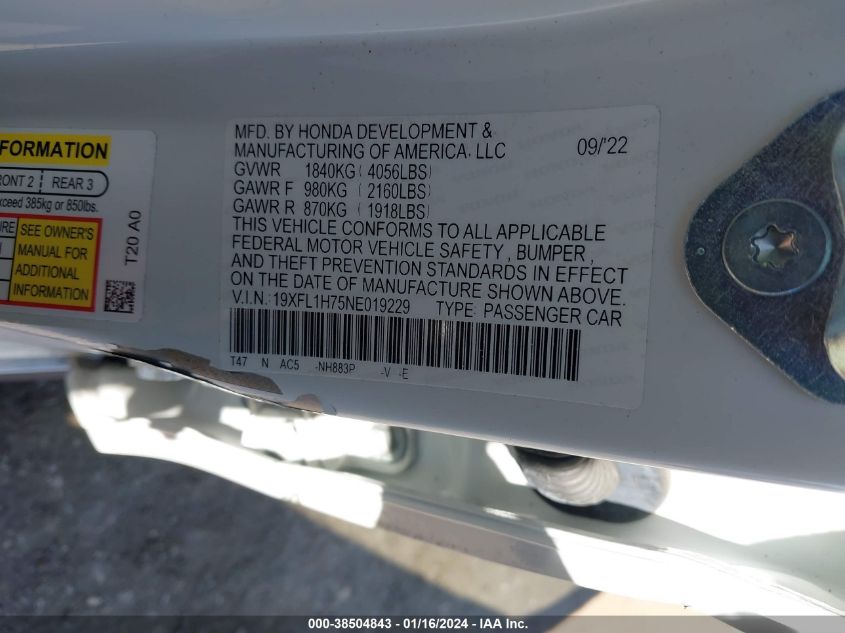 FORMATION
RONT 2
REAR 3
xceed 385kg or 850lbs.
URE
SEE OWNER'S
MANUAL FOR
ADDITIONAL
INFORMATION
T20 A0
MFD. BY HONDA DEVELOPMENT &
MANUFACTURING OF AMERICA, LLC 09/'22
GVWR 1840KG ( 4056LBS)
GAWR F 980KG ( 2160LBS)
GAWR R 870KG ( 1918LBS)
THIS VEHICLE CONFORMS TO ALL APPLICABLE
FEDERAL MOTOR VEHICLE SAFETY , BUMPER,
AND THEFT PREVENTION STANDARDS IN EFFECT
ON THE DATE OF MANUFACTURE SHOWN ABOVE.
V.I.N.:19XFL1H75NE019229 TYPE: PASSENGER CAR
T47 N AC5 -NH883P -V -E
000-38504843 - 01/16/2024 - IAA Inc.